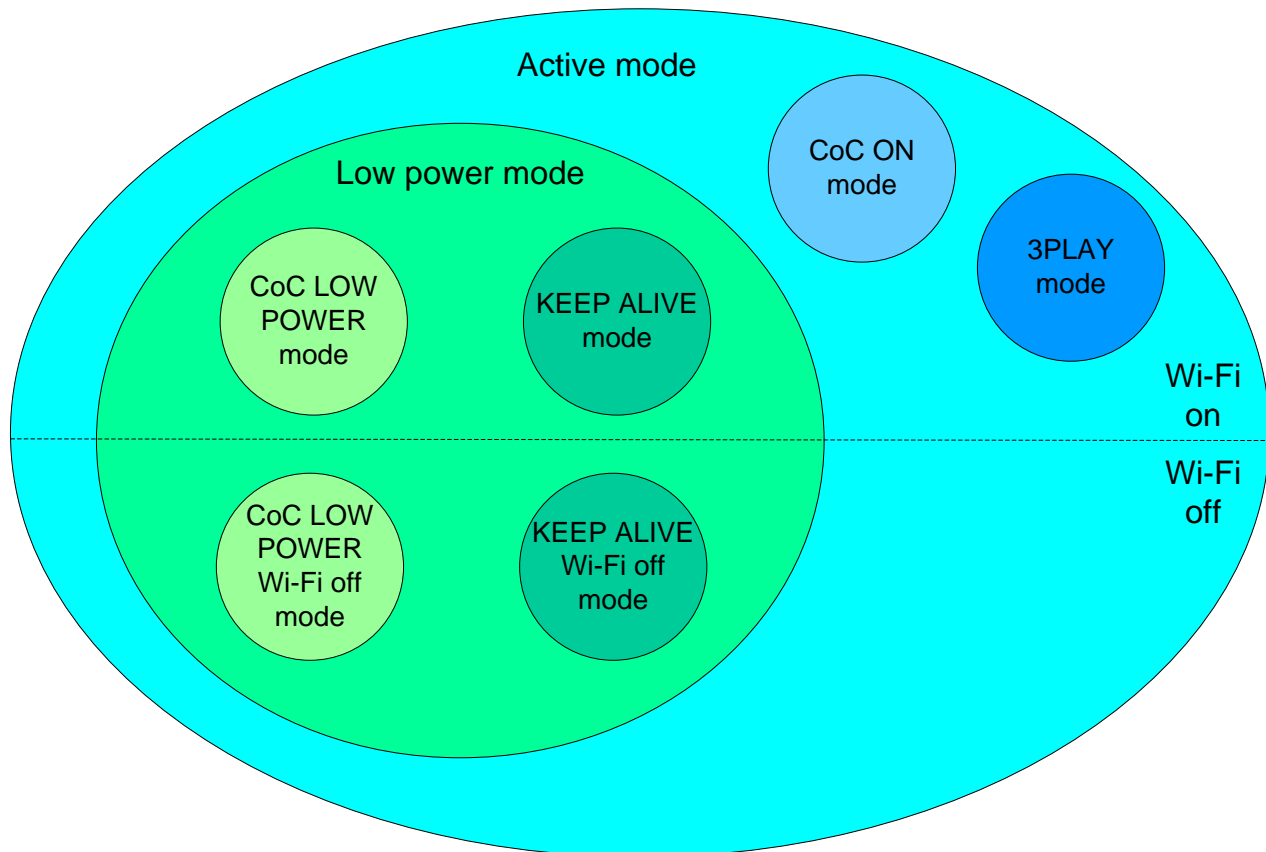 Active mode
CoC ON
mode
Low power mode
3PLAY
mode
CoC LOW
POWER
mode
KEEP ALIVE
mode
Wi-Fi
on
Wi-Fi
off
CoC LOW
POWER
Wi-Fi off
mode
KEEP ALIVE
Wi-Fi off
mode